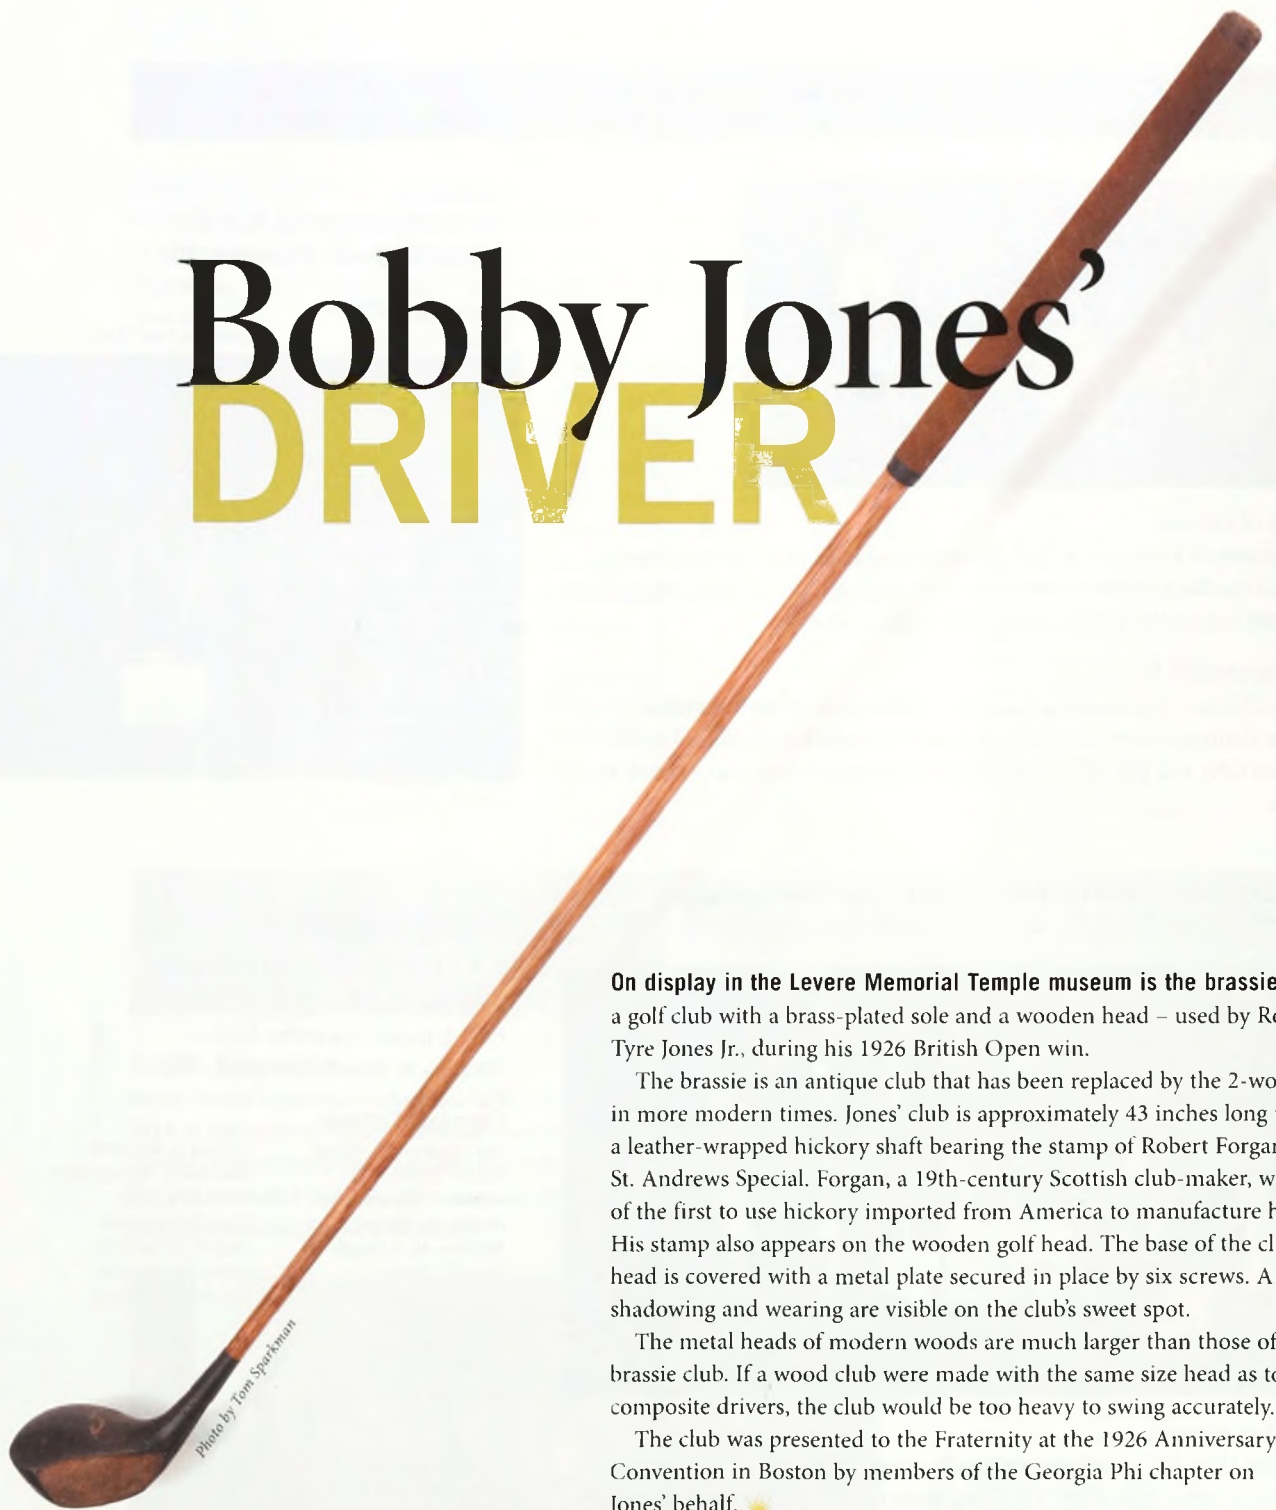 Bobby Jones’
DRIVER
On display in the Levere Memorial Temple museum is the brassie
a golf club with a brass-plated sole and a wooden head – used by
Tyre Jones Jr., during his 1926 British Open win.
The brassie is an antique club that has been replaced by the
in more modern times. Jones’ club is approximately 43 inches long
a leather-wrapped hickory shaft bearing the stamp of Robert
St. Andrews Special. Forgan, a 19th-century Scottish club-maker,
of the first to use hickory imported from America to manufacture
His stamp also appears on the wooden golf head. The base of the
head is covered with a metal plate secured in place by six screws. A
shadowing and wearing are visible on the club’s sweet spot.
The metal heads of modern woods are much larger than those of
brassie club. If a wood club were made with the same size head as
composite drivers, the club would be too heavy to swing accurately.
The club was presented to the Fraternity at the 1926 Anniversary
Convention in Boston by members of the Georgia Phi chapter on
Jones’ behalf.
Photo by Tom Sparkman